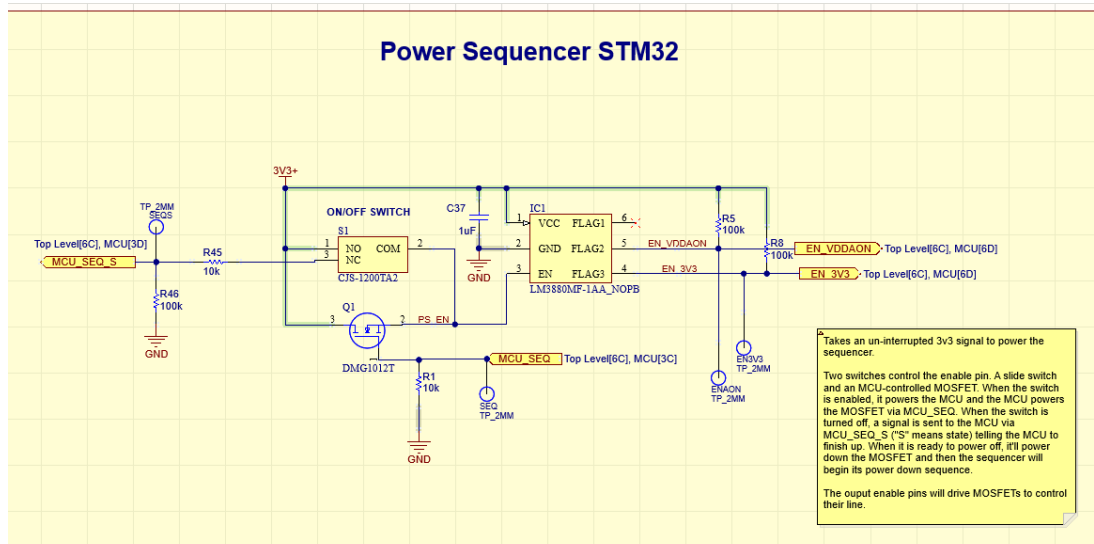 Power Sequencer STM32
3V3+
TP_2MM
SEQS
ON/OFF SWITCH
C37
1uF
IC1
1 VCC FLAG1 6
2 GND FLAG2 5
3 EN FLAG3 4
LM3880MF-1AA_NOPB
GND
EN_VDDAON
EN_3V3
R5
100k
R8
100k
EN_VDDAON Top Level[6C], MCU[6D]
EN_3V3 Top Level[6C], MCU[6D]
Top Level[6C], MCU[3D]
MCU_SEQ_S
R45
10k
R46
100k
GND
S1
1 NO COM 2
3 NC
CJS-1200TA2
Q1
3
2
PS_EN
DMG1012T
MCU_SEQ Top Level[6C], MCU[3C]
R1
10k
GND
SEQ
TP_2MM
EN3V3
TP_2MM
ENAON
TP_2MM
Takes an un-interrupted 3v3 signal to power the
sequencer.
Two switches control the enable pin. A slide switch
and an MCU-controlled MOSFET. When the switch
is enabled, it powers the MCU and the MCU powers
the MOSFET via MCU_SEQ. When the switch is
turned off, a signal is sent to the MCU via
MCU_SEQ_S ("S" means state) telling the MCU to
finish up. When it is ready to power off, it'll power
down the MOSFET and then the sequencer will
begin its power down sequence.
The ouput enable pins will drive MOSFETs to control
their line.